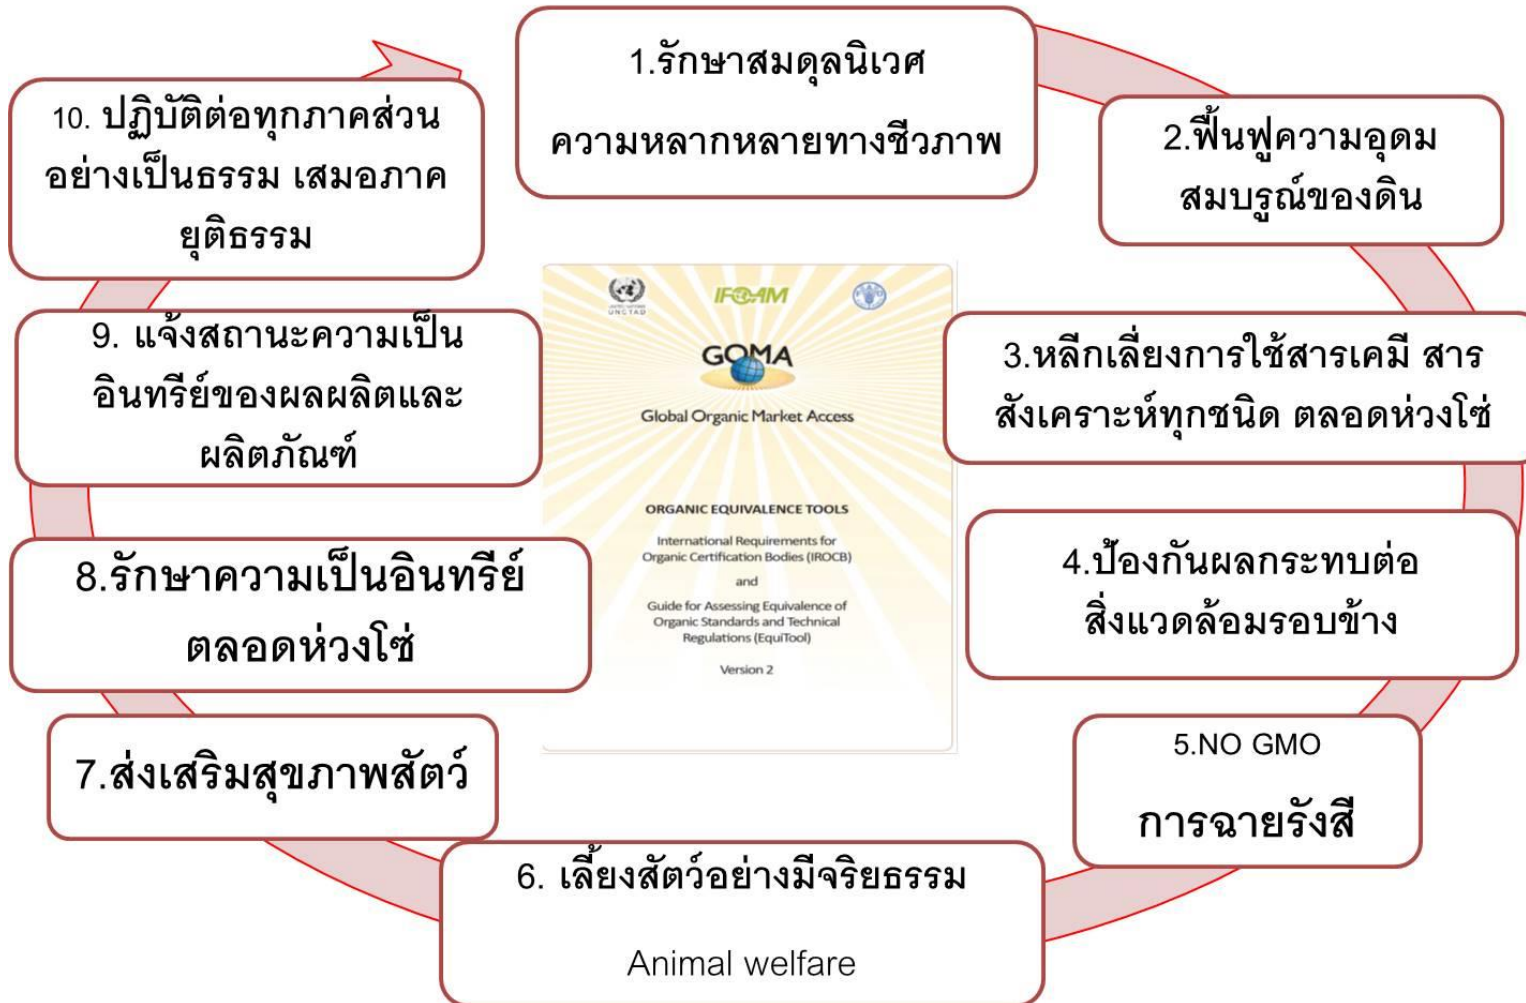 1.รักษาสมดุลนิเวศ
ความหลากหลายทางชีวภาพ
2.ฟื้นฟูความอุดม
สมบรูณ์ของดิน
3.หลีกเลี่ยงการใช้สารเคมี สาร
สังเคราะห์ทุกชนิด ตลอดห่วงโซ่
4.ป้องกันผลกระทบต่อ
สิ่งแวดล้อมรอบข้าง
5.NO GMO
การฉายรังสี
6. เลี้ยงสัตว์อย่างมีจริยธรรม
Animal welfare
7.ส่งเสริมสุขภาพสัตว์
8.รักษาความเป็นอินทรีย์
ตลอดห่วงโซ่
9. แจ้งสถานะความเป็น
อินทรีย์ของผลผลิตและ
ผลิตภัณฑ์
10. ปฏิบัติต่อทุกภาคส่วน
อย่างเป็นธรรม เสมอภาค
ยุติธรรม
UNCTAD
IFOAM
GOMA
Global Organic Market Access
ORGANIC EQUIVALENCE TOOLS
International Requirements for
Organic Certification Bodies (IROCB)
and
Guide for Assessing Equivalence of
Organic Standards and Technical
Regulations (EquiTool)
Version 2